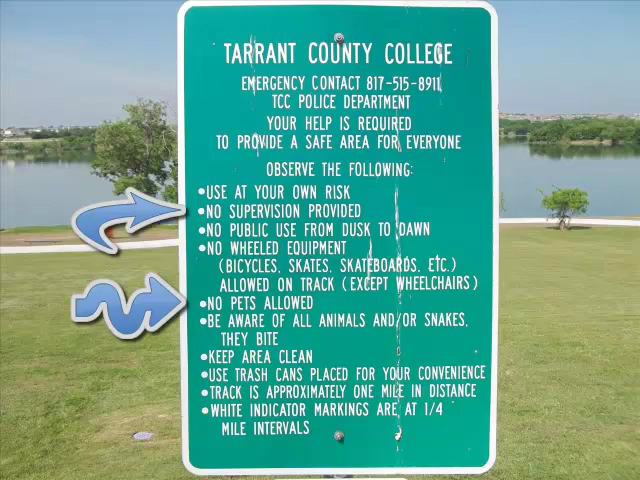 TARRANT COUNTY COLLEGE
EMERGENCY CONTACT 817-515-8911
TCC POLICE DEPARTMENT
YOUR HELP IS REQUIRED
TO PROVIDE A SAFE AREA FOR EVERYONE
OBSERVE THE FOLLOWING:
•USE AT YOUR OWN RISK
•NO SUPERVISION PROVIDED
•NO PUBLIC USE FROM DUSK TO DAWN
•NO WHEELED EQUIPMENT
(BICYCLES, SKATES, SKATEBOARDS, ETC.)
ALLOWED ON TRACK (EXCEPT WHEELCHAIRS)
•NO PETS ALLOWED
•BE AWARE OF ALL ANIMALS AND/OR SNAKES,
THEY BITE
•KEEP AREA CLEAN
•USE TRASH CANS PLACED FOR YOUR CONVENIENCE
•TRACK IS APPROXIMATELY ONE MILE IN DISTANCE
•WHITE INDICATOR MARKINGS ARE AT 1/4
MILE INTERVALS